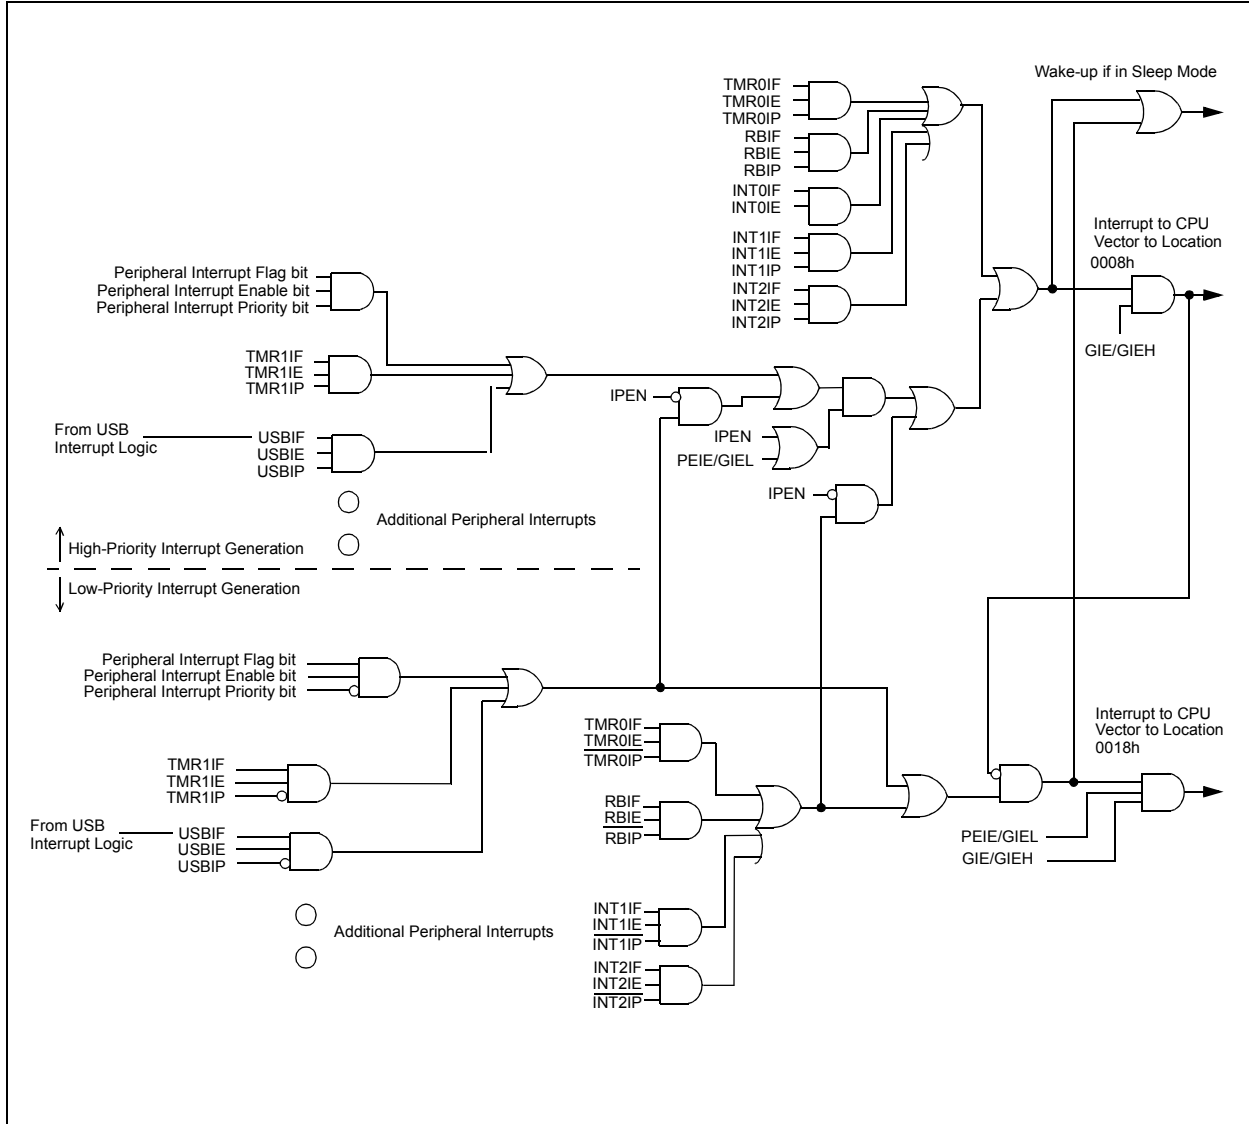 Wake-up if in Sleep Mode
TMR0IF
TMR0IE
TMR0IP
RBIF
RBIE
RBIP
INT0IF
INT0IE
INT1IF
INT1IE
INT1IP
INT2IF
INT2IE
INT2IP
Interrupt to CPU
Vector to Location
0008h
GIE/GIEH
Peripheral Interrupt Flag bit
Peripheral Interrupt Enable bit
Peripheral Interrupt Priority bit
TMR1IF
TMR1IE
TMR1IP
From USB
Interrupt Logic
USBIF
USBIE
USBIP
IPEN
IPEN
PEIE/GIEL
IPEN
Additional Peripheral Interrupts
High-Priority Interrupt Generation
Low-Priority Interrupt Generation
Peripheral Interrupt Flag bit
Peripheral Interrupt Enable bit
Peripheral Interrupt Priority bit
TMR1IF
TMR1IE
TMR1IP
From USB
Interrupt Logic
USBIF
USBIE
USBIP
Additional Peripheral Interrupts
TMR0IF
TMR0IE
TMR0IP
RBIF
RBIE
RBIP
INT1IF
INT1IE
INT1IP
INT2IF
INT2IE
INT2IP
Interrupt to CPU
Vector to Location
0018h
PEIE/GIEL
GIE/GIEH